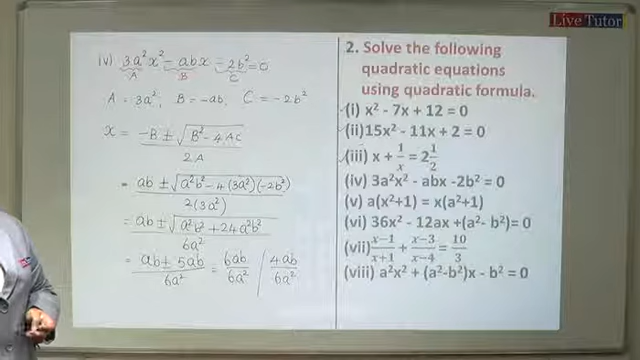 Live Tutor
iv) 3a²x² - abx - 2b² = 0
A B C
A = 3a², B = -ab, C = -2b²
x = -B ± √B² - 4AC
2A
= ab ± √a²b² - 4(3a²)(-2b²)
2(3a²)
= ab ± √a²b² + 24a²b²
6a²
= ab ± 5ab / 6a² = 6ab / 6a² | 4ab / 6a²
2. Solve the following
quadratic equations
using quadratic formula.
(i) x² - 7x + 12 = 0
(ii) 15x² - 11x + 2 = 0
(iii) x + 1/x = 2 1/2
(iv) 3a²x² - abx -2b² = 0
(v) a(x²+1) = x(a²+1)
(vi) 36x² - 12ax +(a²- b²)= 0
(vii) x−1/x+1 + x−3/x−4 = 10/3
(viii) a²x² + (a²-b²)x - b² = 0